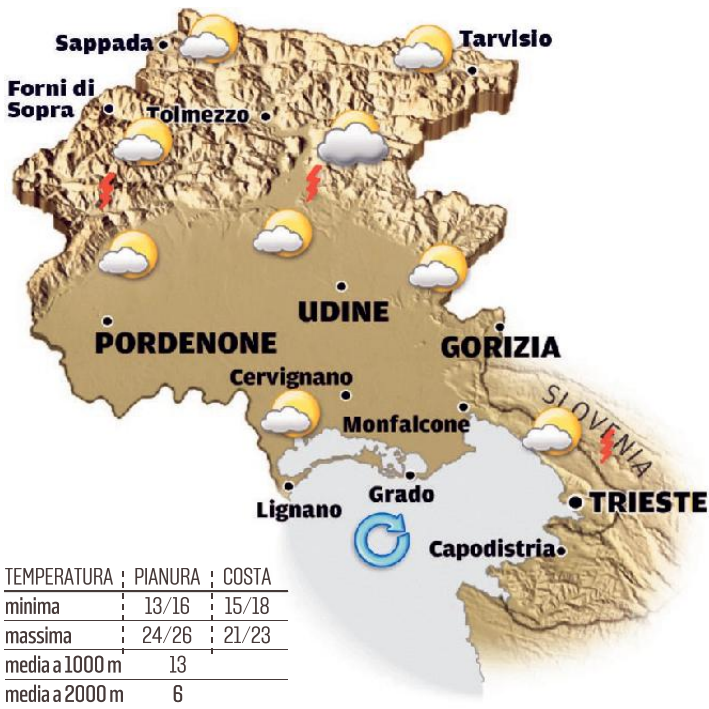 Sappada
Tarvisio
Forni di
Sopra
Tolmezzo
UDINE
PORDENONE
GORIZIA
Cervignano
SLOVENIA
Monfalcone
Lignano
Grado
TRIESTE
Capodistria
TEMPERATURA PIANURA COSTA
minima 13/16 15/18
massima 24/26 21/23
media a 1000 m 13
media a 2000 m 6